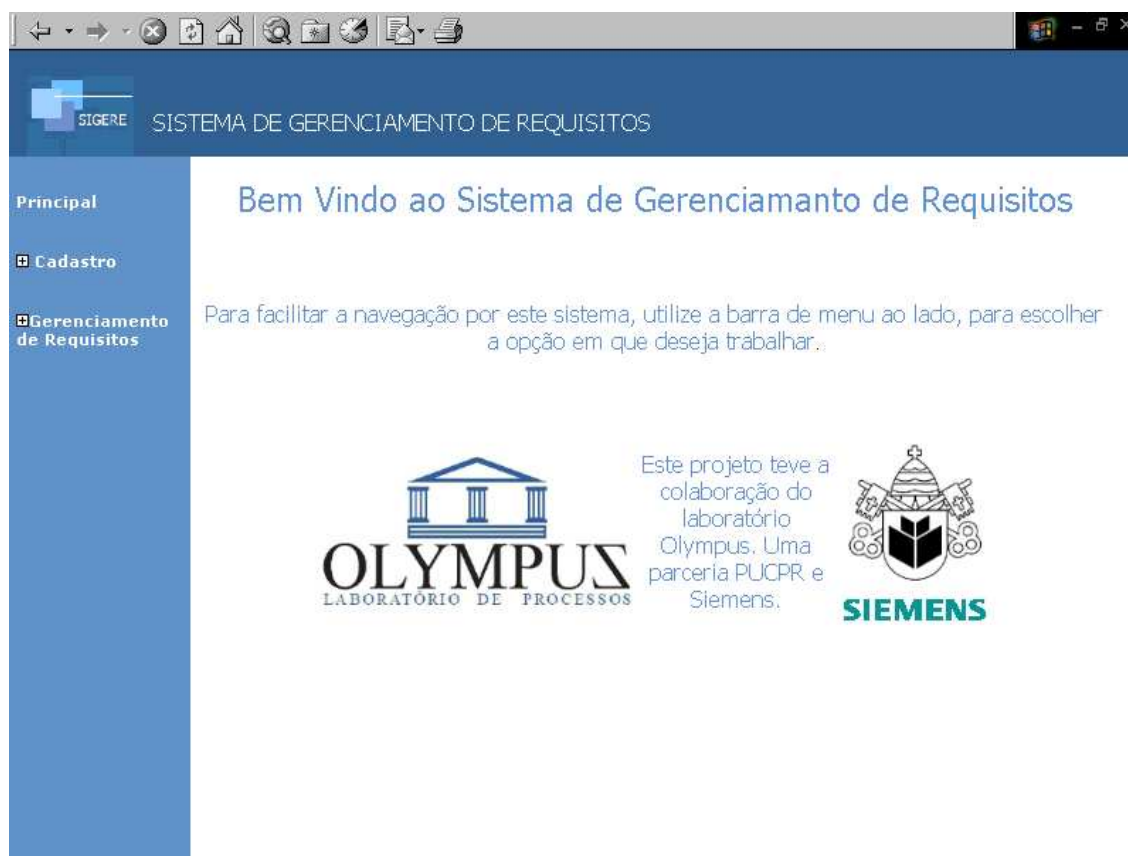 SIGERE
SISTEMA DE GERENCIAMENTO DE REQUISITOS
Principal
Cadastro
Gerenciamento
de Requisitos
Bem Vindo ao Sistema de Gerenciamanto de Requisitos
Para facilitar a navegação por este sistema, utilize a barra de menu ao lado, para escolher
a opção em que deseja trabalhar.
OLYMPUS
LABORATÓRIO DE PROCESSOS
Este projeto teve a
colaboração do
laboratório
Olympus. Uma
parceria PUCPR e
Siemens.
SIEMENS